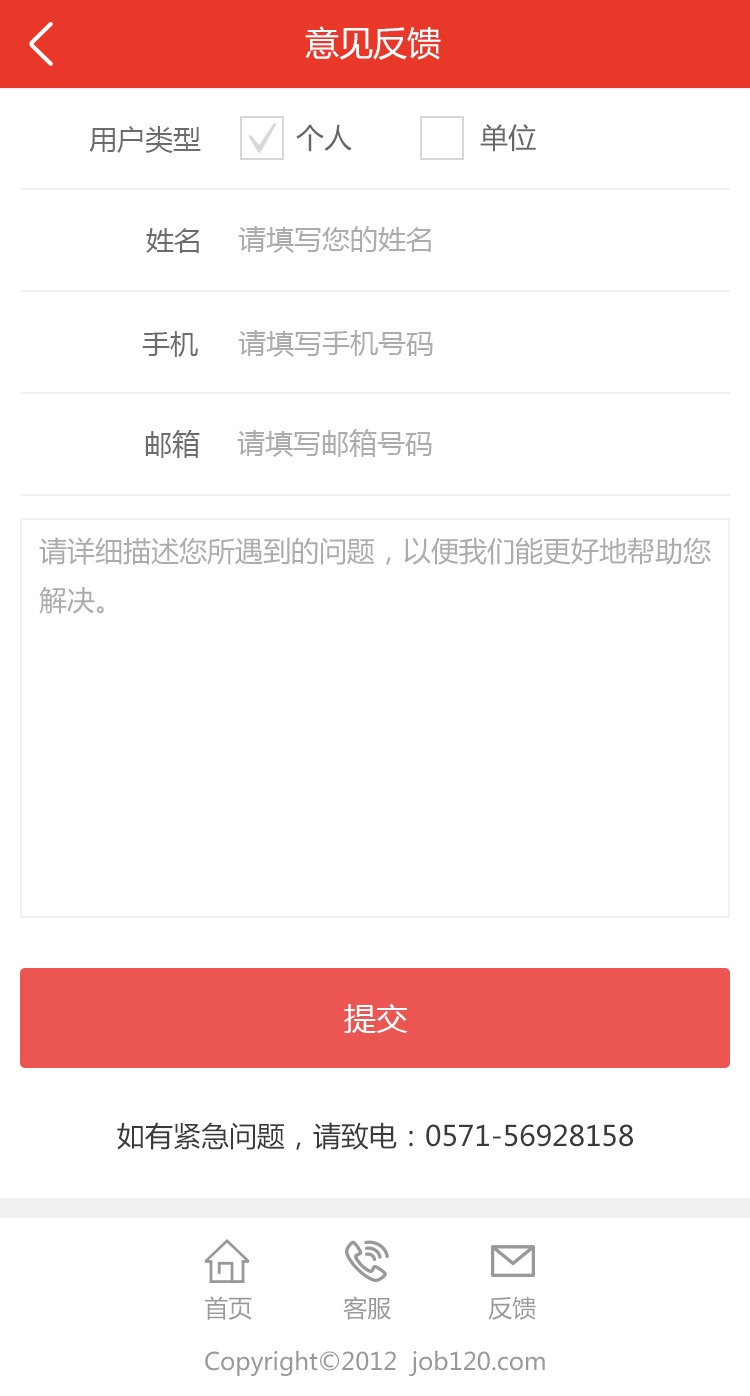 意见反馈
用户类型 个人 单位
姓名 请填写您的姓名
手机 请填写手机号码
邮箱 请填写邮箱号码
请详细描述您所遇到的问题，以便我们能更好地帮助您
解决。
提交
如有紧急问题，请致电：0571-56928158
首页 客服 反馈
Copyright©2012 job120.com